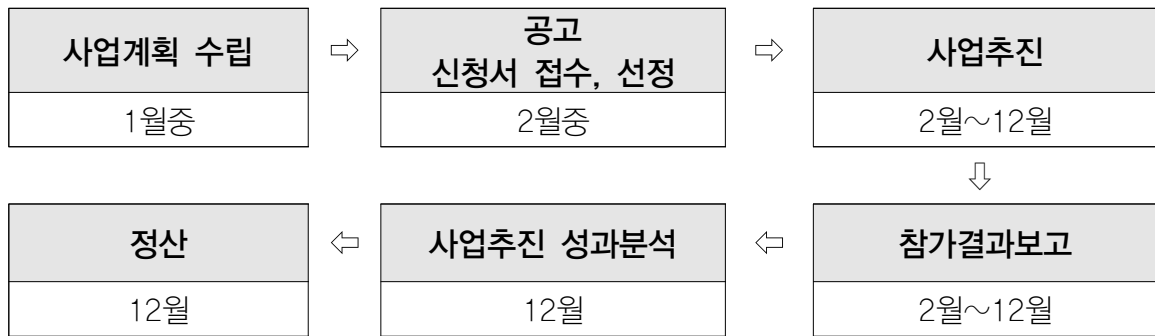 사업계획 수립
⇨
공고
신청서 접수, 선정
⇨
사업추진
1월중
2월중
2월～12월
⇩
정산
⇦
사업추진 성과분석
⇦
참가결과보고
12월
12월
2월～12월